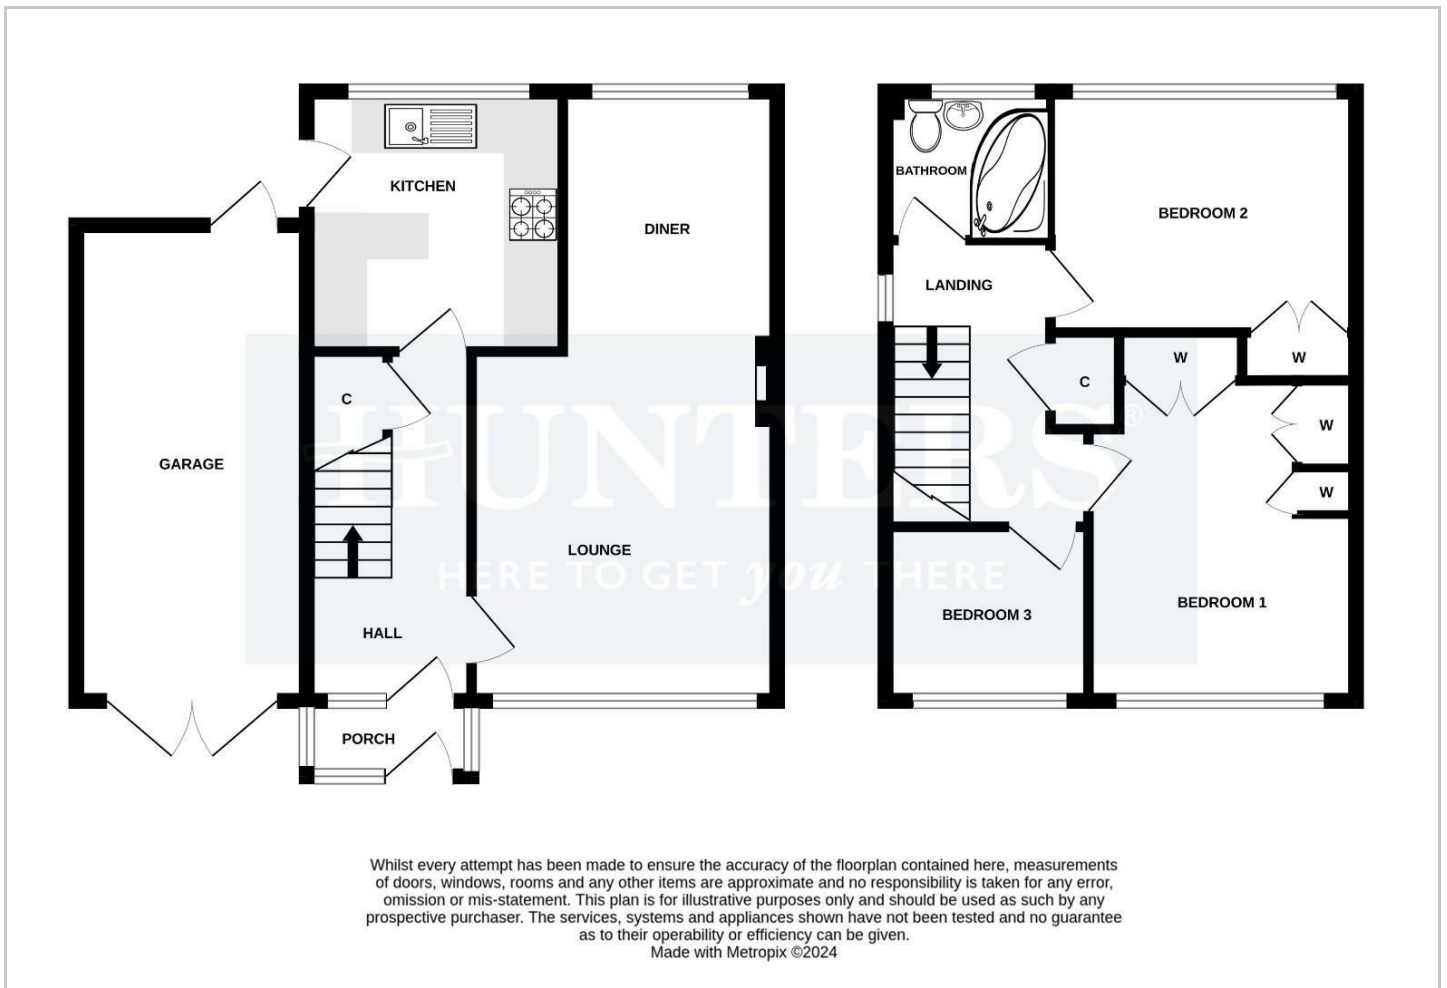 KITCHEN
DINER
C
GARAGE
LOUNGE
HALL
PORCH
BATHROOM
BEDROOM 2
LANDING
W
W
C
W
W
BEDROOM 1
BEDROOM 3
HUNTERS®
HERE TO GET you THERE
Whilst every attempt has been made to ensure the accuracy of the floorplan contained here, measurements
of doors, windows, rooms and any other items are approximate and no responsibility is taken for any error,
omission or mis-statement. This plan is for illustrative purposes only and should be used as such by any
prospective purchaser. The services, systems and appliances shown have not been tested and no guarantee
as to their operability or efficiency can be given.
Made with Metropix ©2024